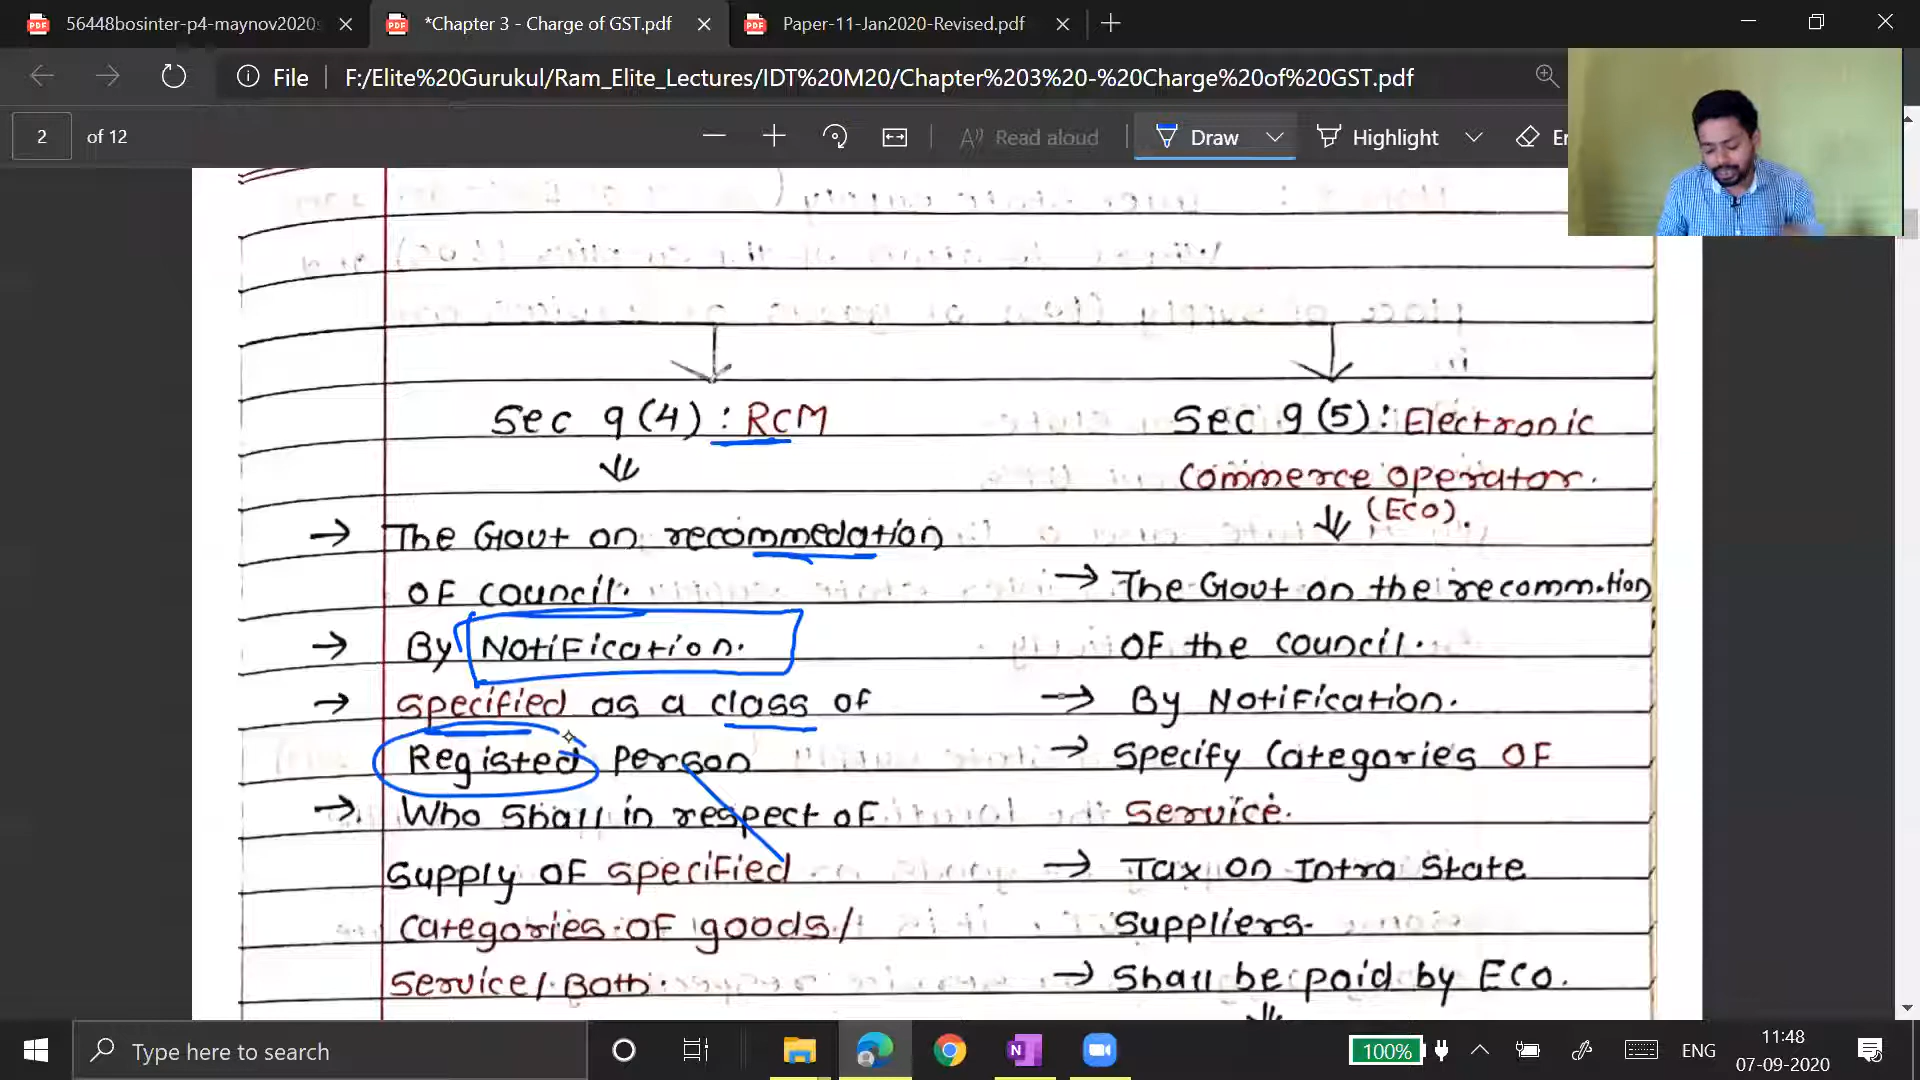 56448bosinter-p4-maynov2020s
*Chapter 3 - Charge of GST.pdf
Paper-11-Jan2020-Revised.pdf
File
F:/Elite%20Gurukul/Ram_Elite_Lectures/IDT%20M20/Chapter%203%20-%20Charge%20of%20GST.pdf
2 of 12
Read aloud
Draw
Highlight
Er
Sec 9(4) : RCM
The Govt on recommedation
OF council.
By Notification.
specified as a class of
Registed person
Who shall in respect of
supply of specified
categories of goods/
Service/ Both.
Sec 9(5): Electronic
Commerce Operator.
(ECO).
The Govt on the recomm.tion
OF the council.
By Notification.
Specify Categories OF
Service.
Tax on Intra State
Suppliers.
Shall be paid by ECO.
Type here to search
100%
ENG
11:48
07-09-2020